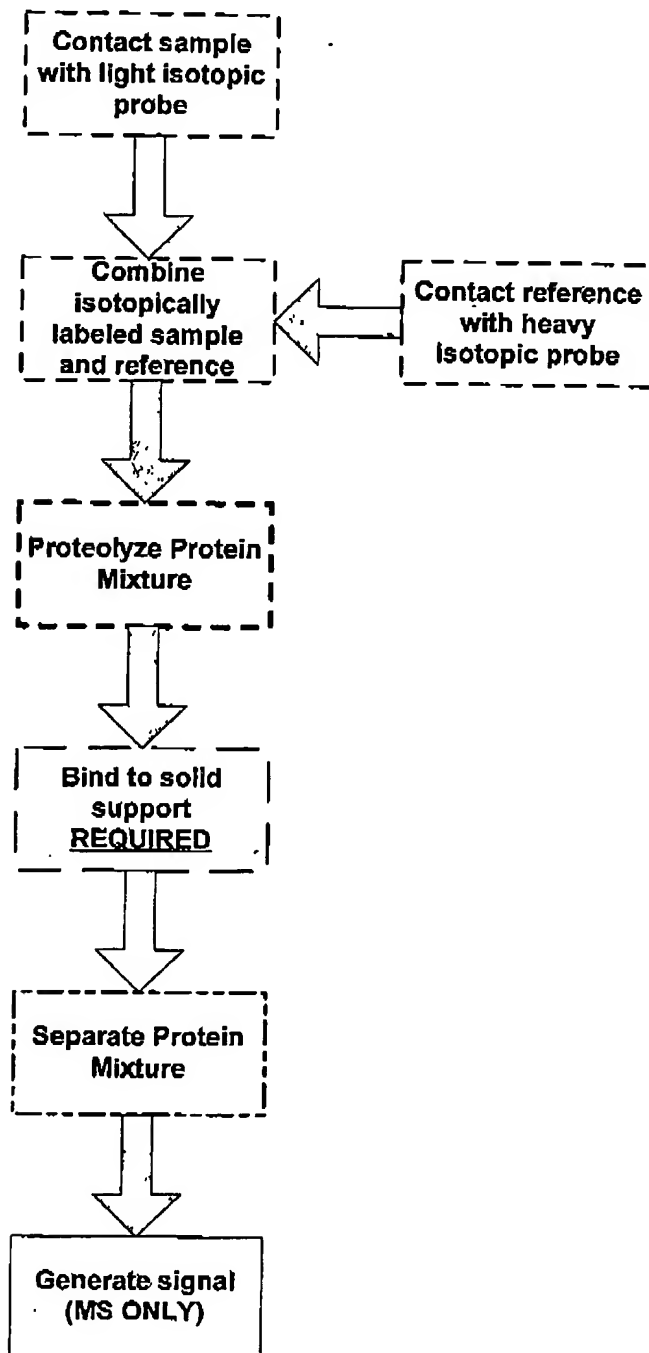 Contact sample
with light isotopic
probe
Combine
isotopically
labeled sample
and reference
Contact reference
with heavy
isotopic probe
Proteolyze Protein
Mixture
Bind to solid
support
REQUIRED
Separate Protein
Mixture
Generate signal
(MS ONLY)